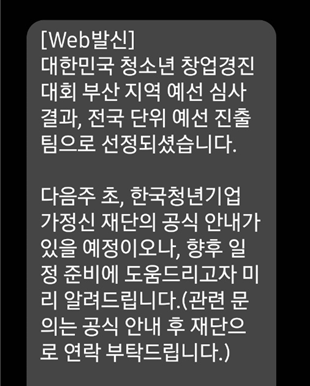 [Web발신]
대한민국 청소년 창업경진
대회 부산 지역 예선 심사
결과, 전국 단위 예선 진출
팀으로 선정되셨습니다.
다음주 초, 한국청년기업
가정신 재단의 공식 안내가
있을 예정이오나, 향후 일
정 준비에 도움드리고자 미
리 알려드립니다.(관련 문
의는 공식 안내 후 재단으
로 연락 부탁드립니다.)